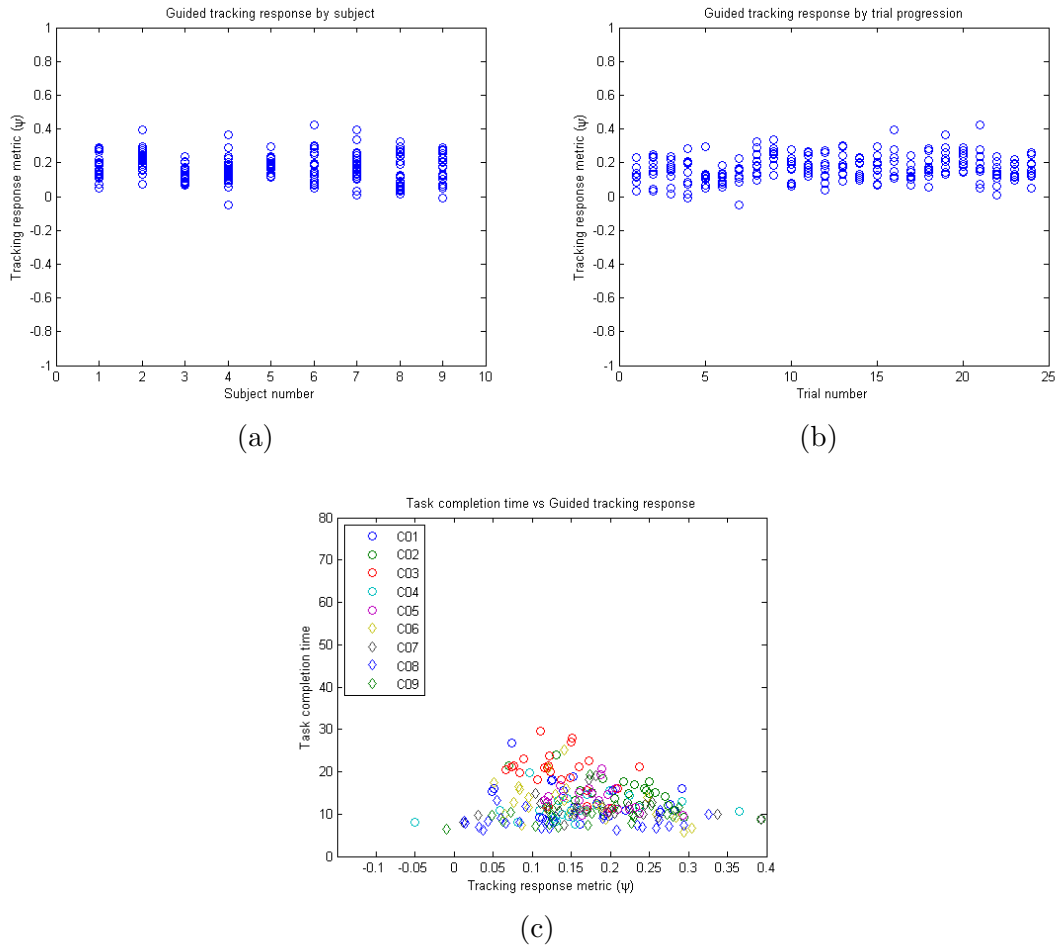 Guided tracking response by subject
1
0.8
0.6
0.4
0.2
0
-0.2
-0.4
-0.6
-0.8
-1
Tracking response metric (ψ)
0 1 2 3 4 5 6 7 8 9 10
Subject number
(a)
Guided tracking response by trial progression
1
0.8
0.6
0.4
0.2
0
-0.2
-0.4
-0.6
-0.8
-1
Tracking response metric (ψ)
0 5 10 15 20 25
Trial number
(b)
Task completion time vs Guided tracking response
80
70
60
50
40
30
20
10
0
Task completion time
C01
C02
C03
C04
C05
C06
C07
C08
C09
-0.1 -0.05 0 0.05 0.1 0.15 0.2 0.25 0.3 0.35 0.4
Tracking response metric (ψ)
(c)